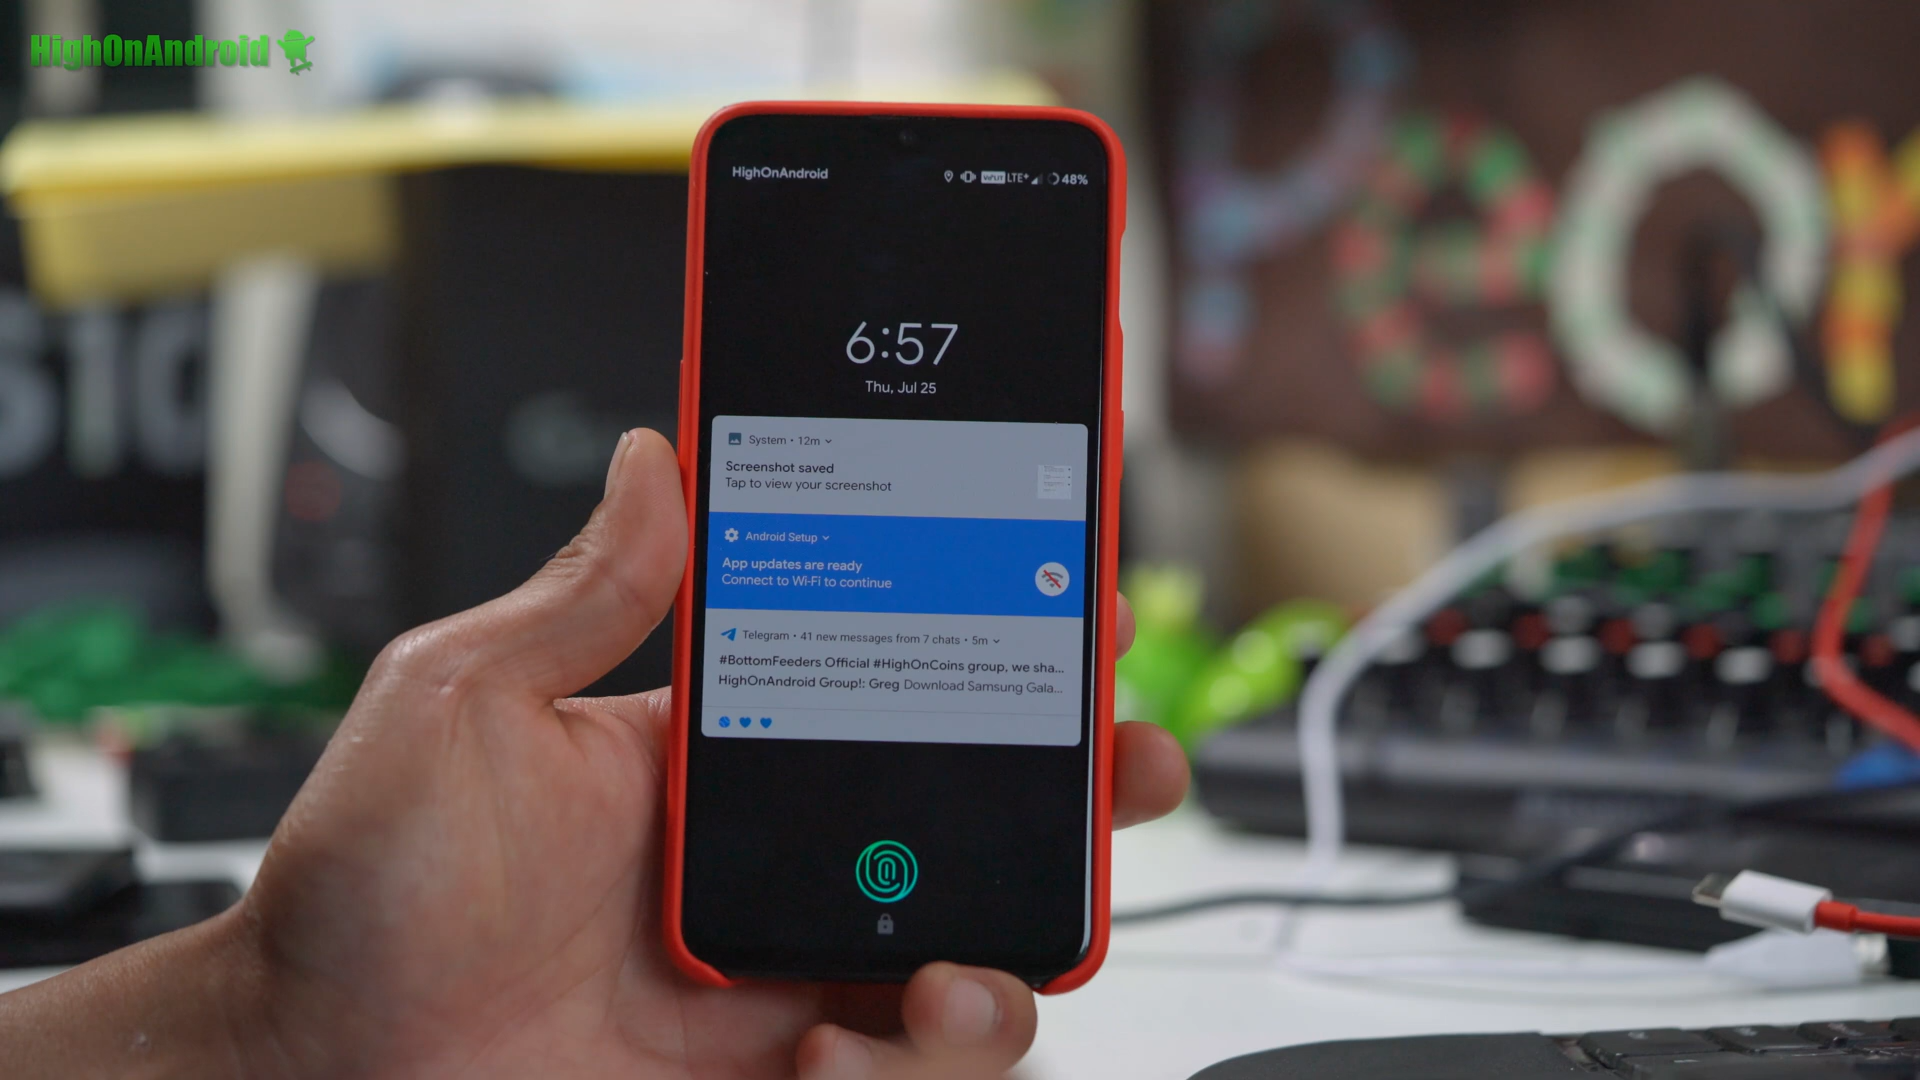 HighOnAndroid
HighOnAndroid
LTE+ 48%
6:57
Thu, Jul 25
System • 12m
Screenshot saved
Tap to view your screenshot
Android Setup
App updates are ready
Connect to Wi-Fi to continue
Telegram • 41 new messages from 7 chats • 5m
#BottomFeeders Official #HighOnCoins group, we sha...
HighOnAndroid Group!: Greg Download Samsung Gala...
S10